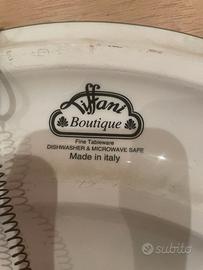 Tiffani
Boutique
Fine Tableware
DISHWASHER & MICROWAVE SAFE
Made in italy
subito